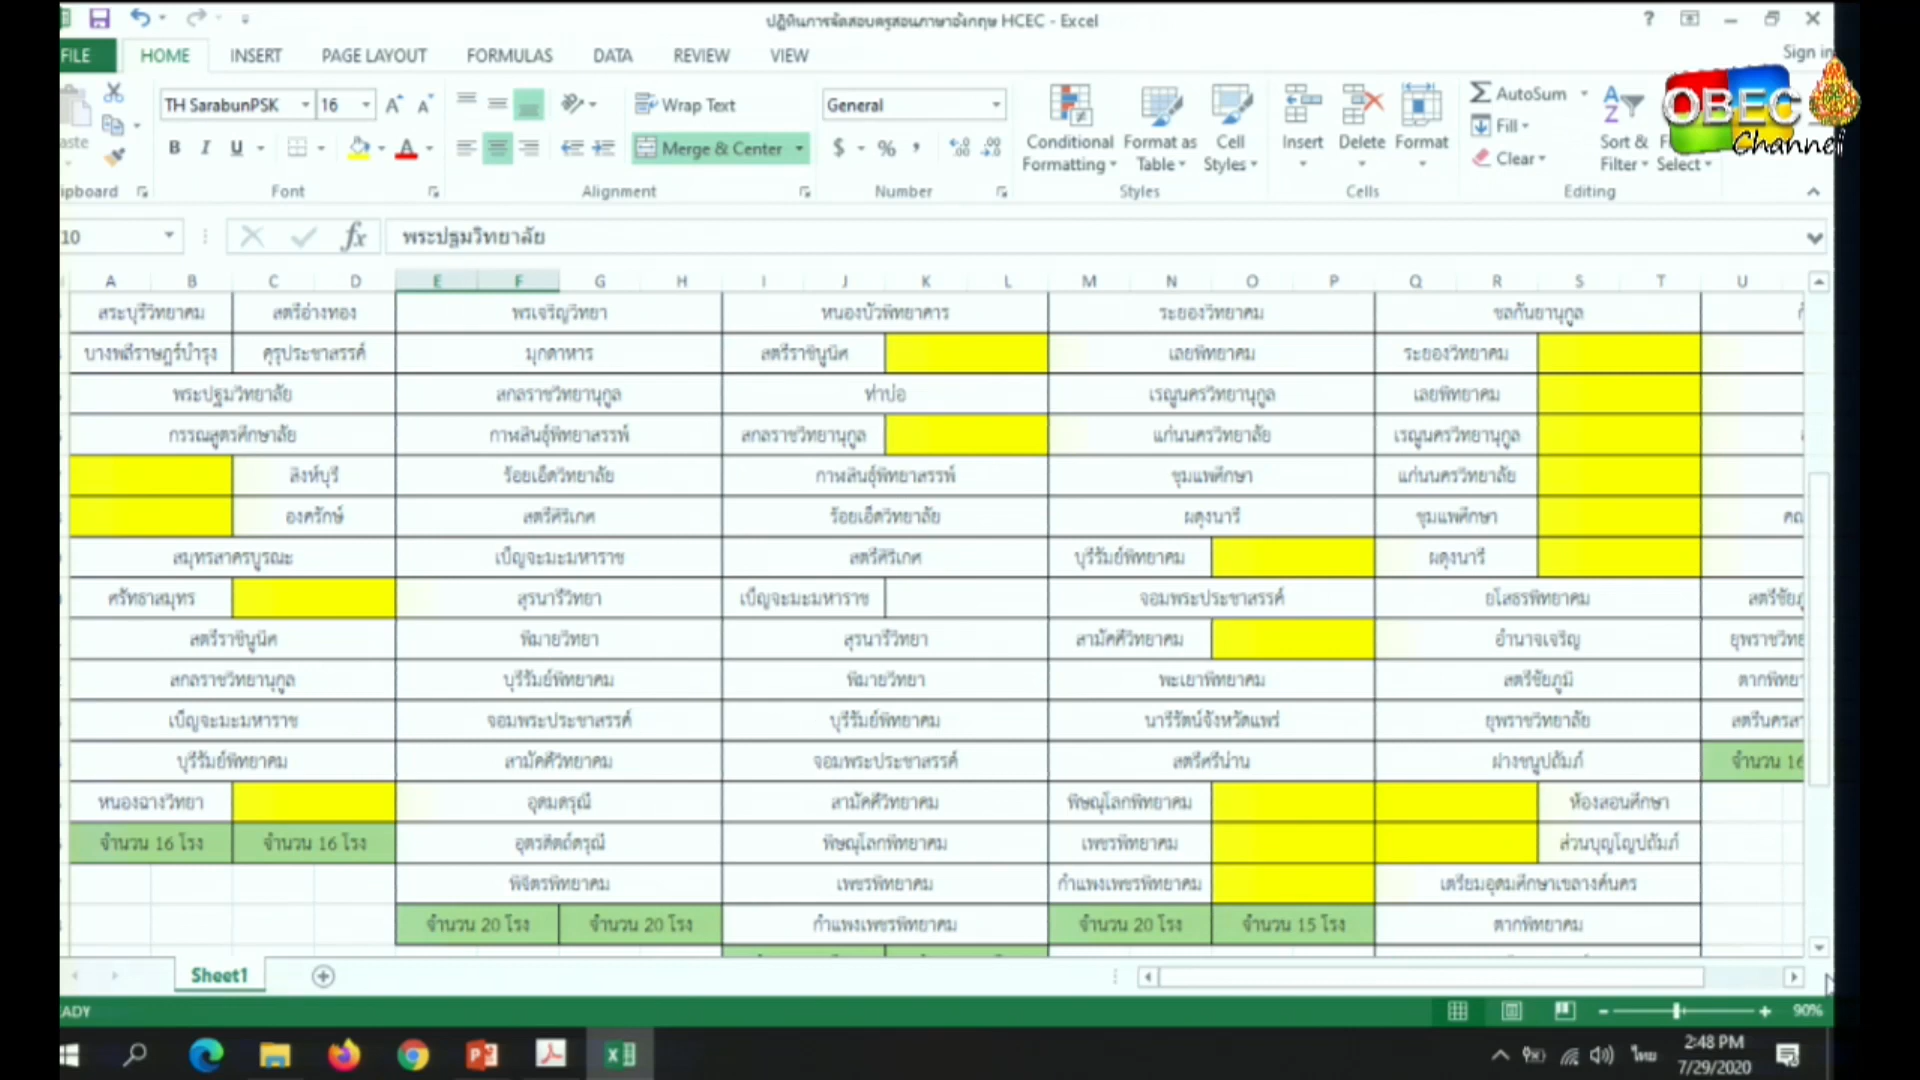 ปฏิทินการจัดสอบครูสอนภาษาอังกฤษ HCEC - Excel
FILE HOME INSERT PAGE LAYOUT FORMULAS DATA REVIEW VIEW
Sign in
OBEC
Channel
TH SarabunPSK 16 Wrap Text General
B I U Merge & Center $ % ,
Conditional Formatting Format as Table Cell Styles Insert Delete Format
AutoSum Fill Clear Sort & Filter Select
Font Alignment Number Styles Cells Editing
10 fx พระปฐมวิทยาลัย
A B C D E F G H I J K L M N O P Q R S T U
สระบุรีวิทยาคม สตรีอ่างทอง พรเจริญวิทยา หนองบัวพิทยาคาร ระยองวิทยาคม ชลกันยานุกูล
บางพลีราษฎร์บำรุง คุรุประชาสรรค์ มุกดาหาร สตรีราชินูนิศ เลยพิทยาคม ระยองวิทยาคม
พระปฐมวิทยาลัย สกลราชวิทยานุกูล ท่าบ่อ เรณูนครวิทยานุกูล เลยพิทยาคม
กรรณสูตรศึกษาลัย กาฬสินธุ์พิทยาสรรพ์ สกลราชวิทยานุกูล แก่นนครวิทยาลัย เรณูนครวิทยานุกูล
สิงห์บุรี ร้อยเอ็ดวิทยาลัย กาฬสินธุ์พิทยาสรรพ์ ชุมแพศึกษา แก่นนครวิทยาลัย
องครักษ์ สตรีศิริเกศ ร้อยเอ็ดวิทยาลัย ผดุงนารี ชุมแพศึกษา
สมุทรสาครบูรณะ เบ็ญจะมะมหาราช สตรีศิริเกศ บุรีรัมย์พิทยาคม ผดุงนารี
ศรัทธาสมุทร สุรนารีวิทยา เบ็ญจะมะมหาราช จอมพระประชาสรรค์ ยโสธรพิทยาคม
สตรีราชินูนิศ พิมายวิทยา สุรนารีวิทยา สามัคคีวิทยาคม อำนาจเจริญ
สกลราชวิทยานุกูล บุรีรัมย์พิทยาคม พิมายวิทยา พะเยาพิทยาคม สตรีชัยภูมิ
เบ็ญจะมะมหาราช จอมพระประชาสรรค์ บุรีรัมย์พิทยาคม นารีรัตน์จังหวัดแพร่ ยุพราชวิทยาลัย
บุรีรัมย์พิทยาคม สามัคคีวิทยาคม จอมพระประชาสรรค์ สตรีศรีน่าน ฝางชนูปถัมภ์ จำนวน 16
หนองฉางวิทยา อุดมดรุณี สามัคคีวิทยาคม พิษณุโลกพิทยาคม ห้องสอนศึกษา
จำนวน 16 โรง จำนวน 16 โรง อุตรดิตถ์ดรุณี พิษณุโลกพิทยาคม เพชรพิทยาคม ส่วนบุญโญปถัมภ์
พิจิตรพิทยาคม เพชรพิทยาคม กำแพงเพชรพิทยาคม เตรียมอุดมศึกษาเขลางค์นคร
จำนวน 20 โรง จำนวน 20 โรง กำแพงเพชรพิทยาคม จำนวน 20 โรง จำนวน 15 โรง ตากพิทยาคม
Sheet1
90%
ไทย 2:48 PM
7/29/2020